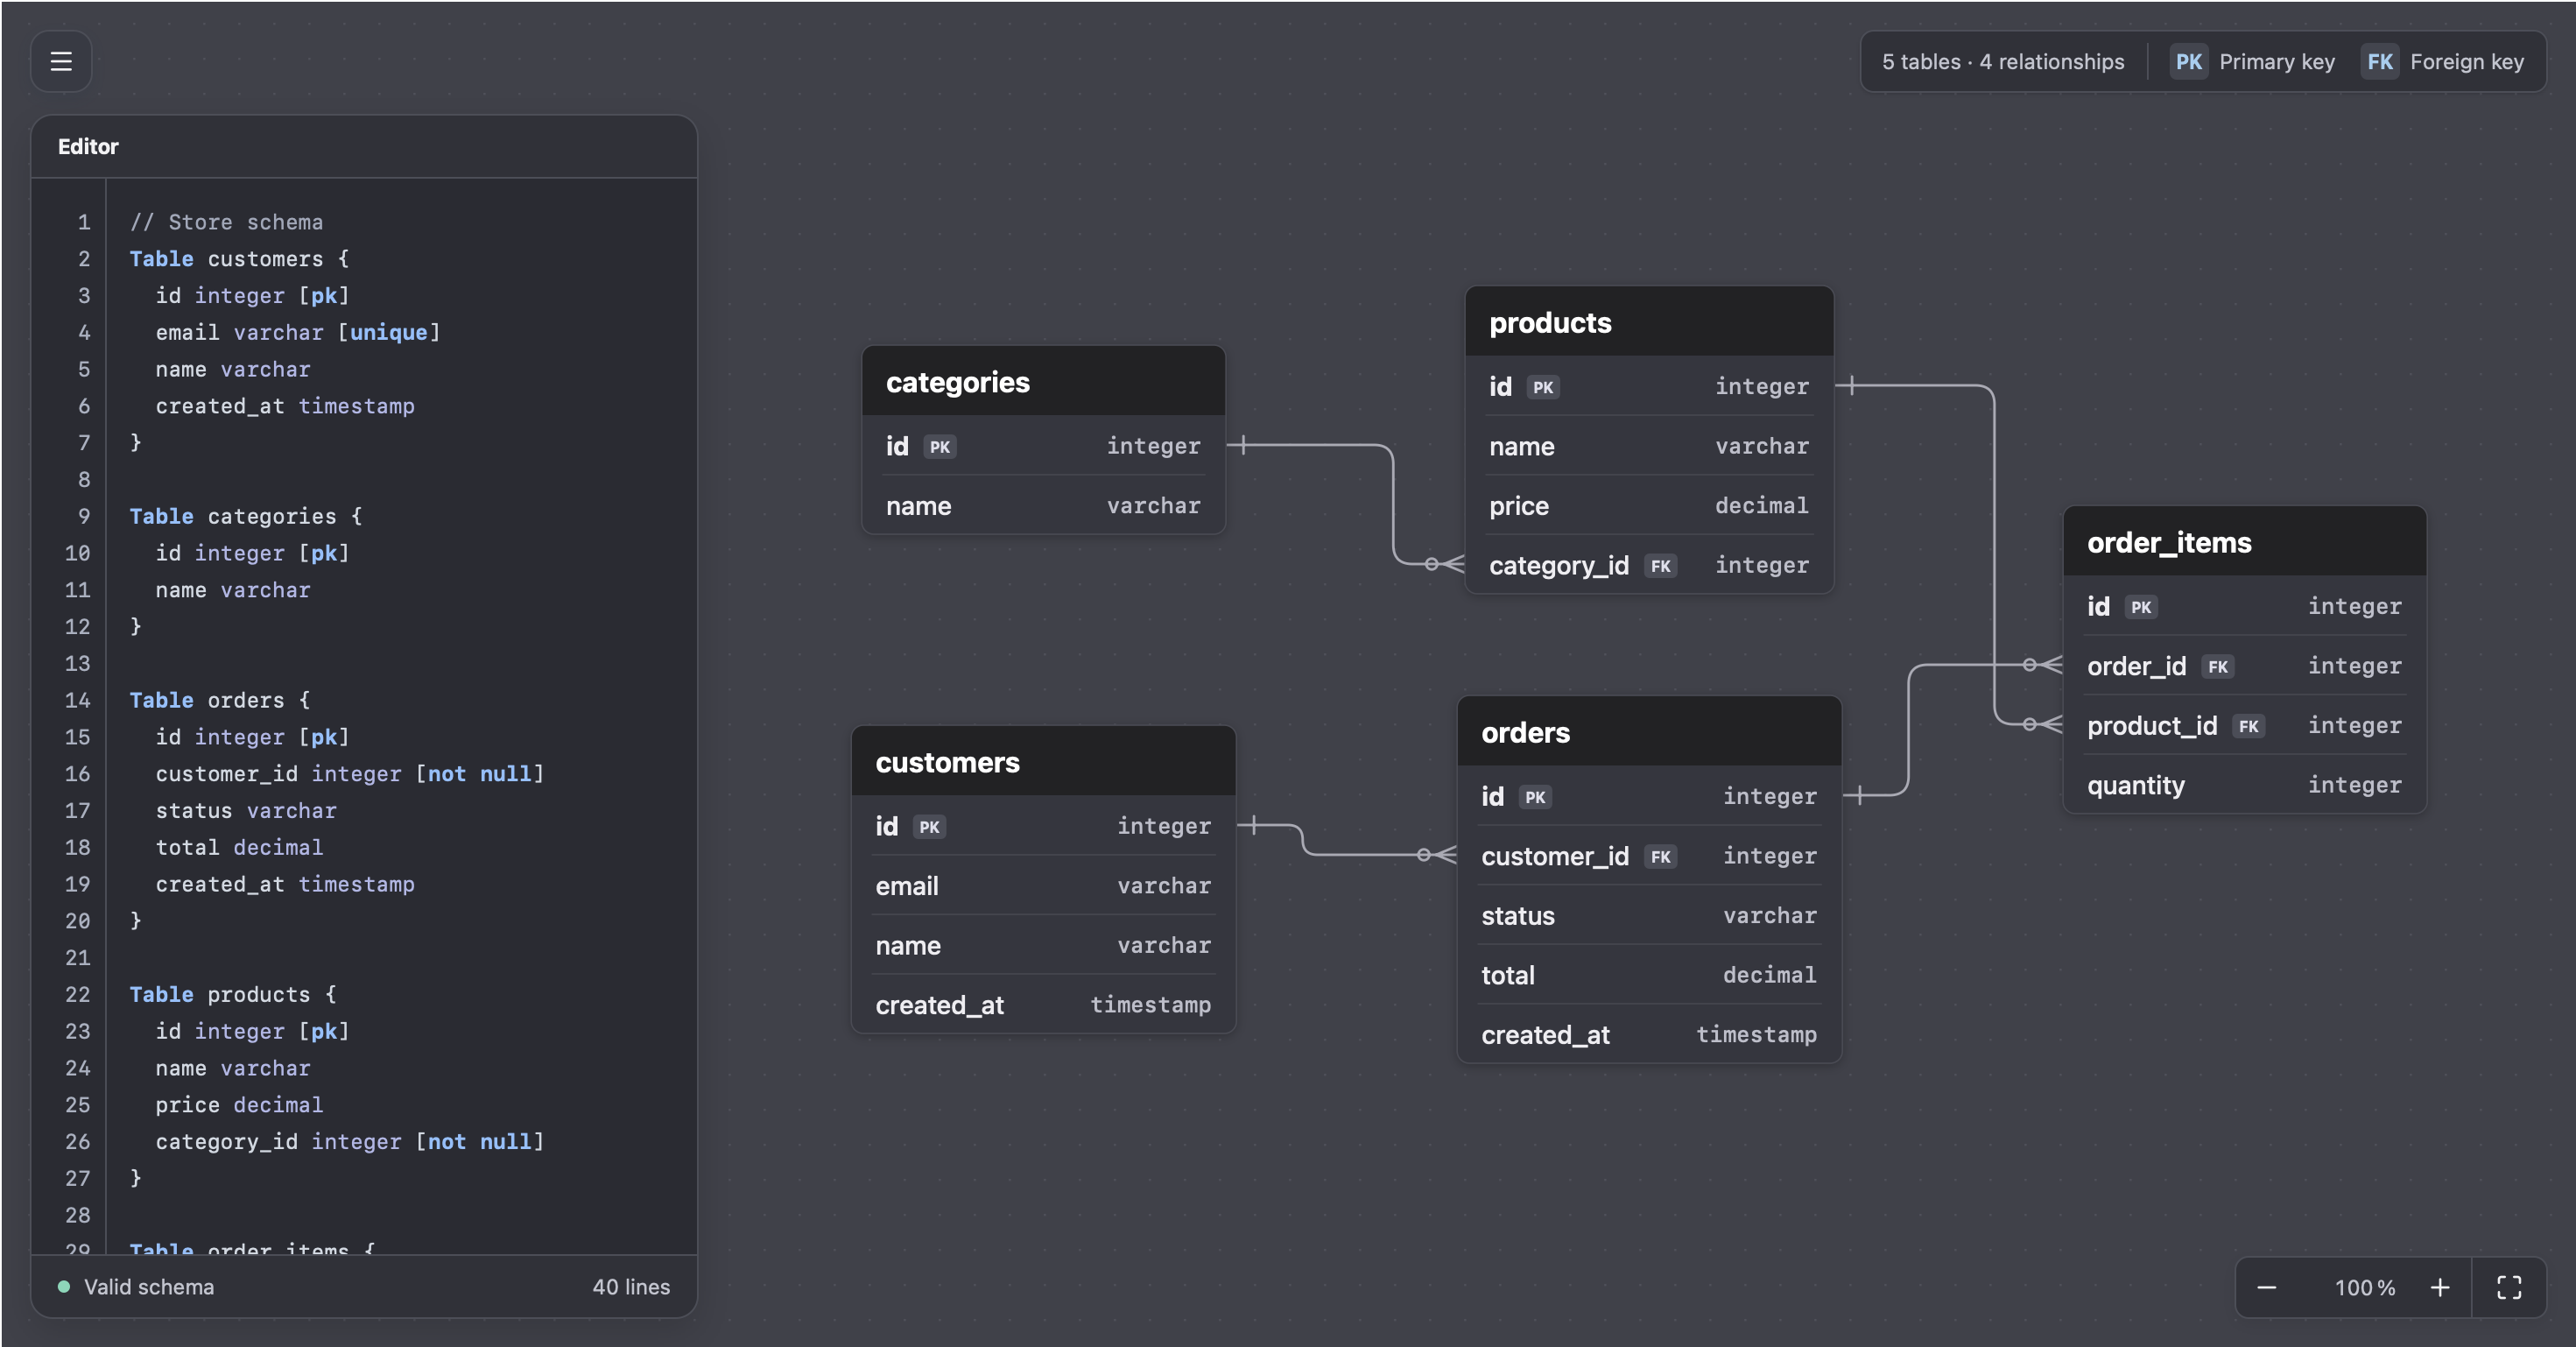 5 tables · 4 relationships
PK Primary key
FK Foreign key
Editor
1 // Store schema
2 Table customers {
3 id integer [pk]
4 email varchar [unique]
5 name varchar
6 created_at timestamp
7 }
8
9 Table categories {
10 id integer [pk]
11 name varchar
12 }
13
14 Table orders {
15 id integer [pk]
16 customer_id integer [not null]
17 status varchar
18 total decimal
19 created_at timestamp
20 }
21
22 Table products {
23 id integer [pk]
24 name varchar
25 price decimal
26 category_id integer [not null]
27 }
28
29 Table order_items {
Valid schema
40 lines
categories
id PK integer
name varchar
products
id PK integer
name varchar
price decimal
category_id FK integer
customers
id PK integer
email varchar
name varchar
created_at timestamp
orders
id PK integer
customer_id FK integer
status varchar
total decimal
created_at timestamp
order_items
id PK integer
order_id FK integer
product_id FK integer
quantity integer
100 %